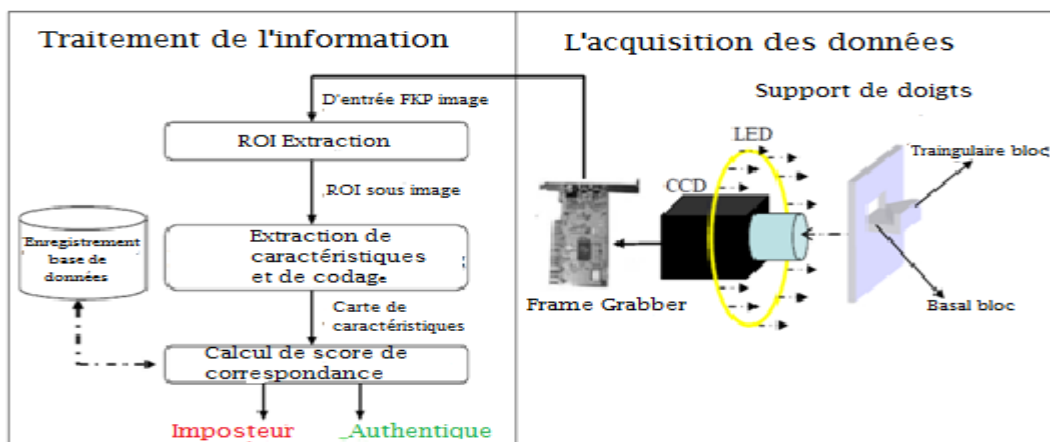 Traitement de l'information
D'entrée FKP image
ROI Extraction
ROI sous image
Enregistrement
base de
données
Extraction de
caractéristiques
et de codage
Carte de
caractéristiques
Calcul de score de
correspondance
Imposteur
_Authentique
L'acquisition des données
Support de doigts
LED
Traingulaire bloc
CCD
Frame Grabber
Basal bloc